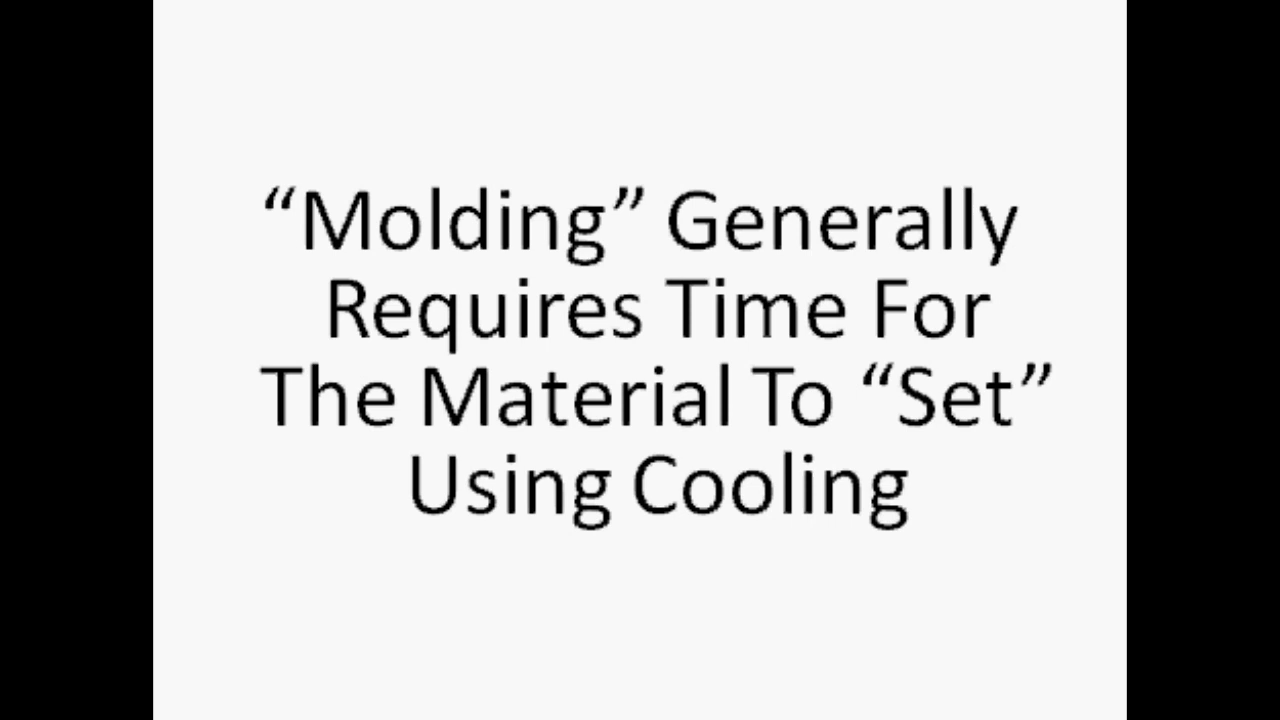 “Molding” Generally
Requires Time For
The Material To “Set”
Using Cooling